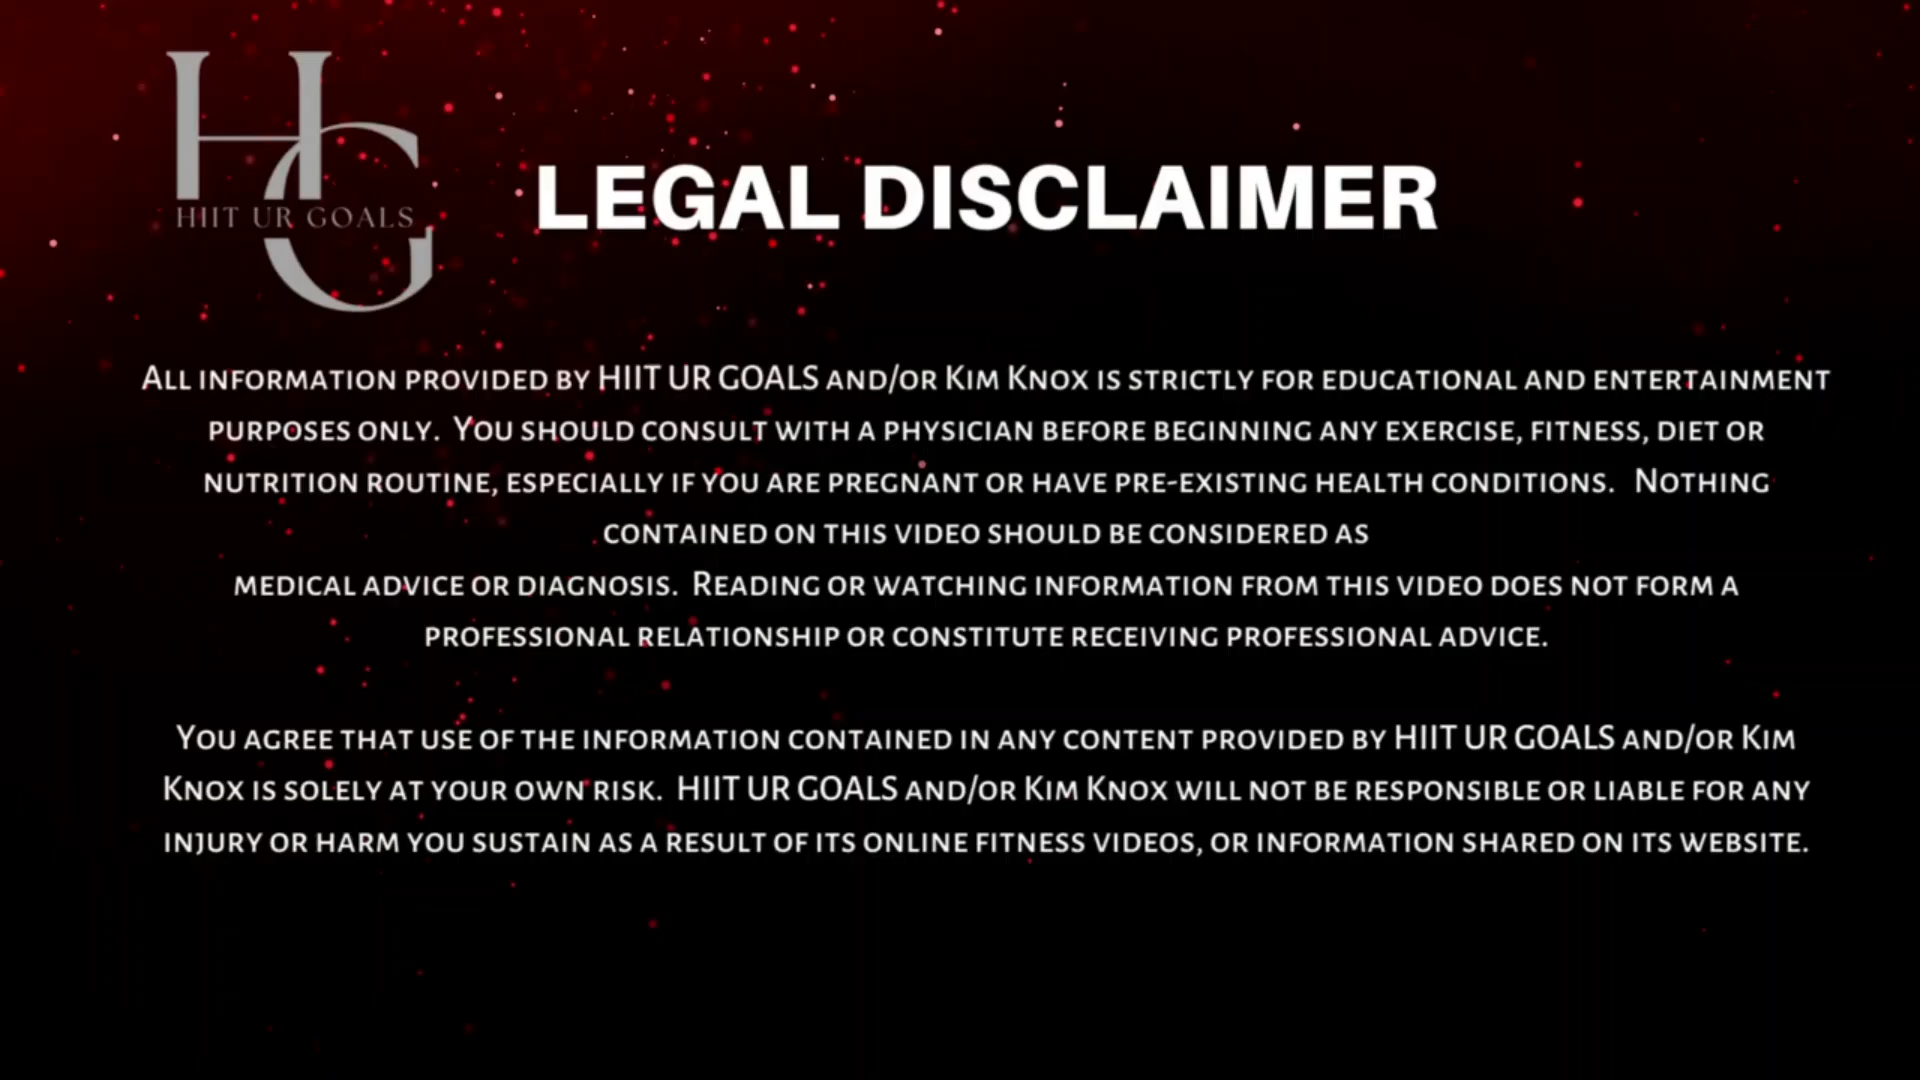 HG
HIIT UR GOALS
LEGAL DISCLAIMER
All information provided by HIIT UR GOALS and/or Kim Knox is strictly for educational and entertainment
purposes only. You should consult with a physician before beginning any exercise, fitness, diet or
nutrition routine, especially if you are pregnant or have pre-existing health conditions. Nothing
contained on this video should be considered as
medical advice or diagnosis. Reading or watching information from this video does not form a
professional relationship or constitute receiving professional advice.
You agree that use of the information contained in any content provided by HIIT UR GOALS and/or Kim
Knox is solely at your own risk. HIIT UR GOALS and/or Kim Knox will not be responsible or liable for any
injury or harm you sustain as a result of its online fitness videos, or information shared on its website.